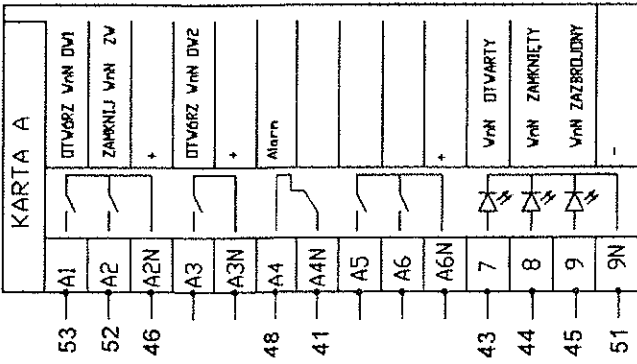 KARTA A
53 A1 OTWÓRZ WnN OW1
52 A2 ZAMKNIJ WnN ZW
46 A2N +
A3 OTWÓRZ WnN OW2
A3N +
48 A4 Alarm
41 A4N
A5
A6
A6N +
43 7 WnN OTWARTY
44 8 WnN ZAMKNIĘTY
45 9 WnN ZAZBROJONY
51 9N -